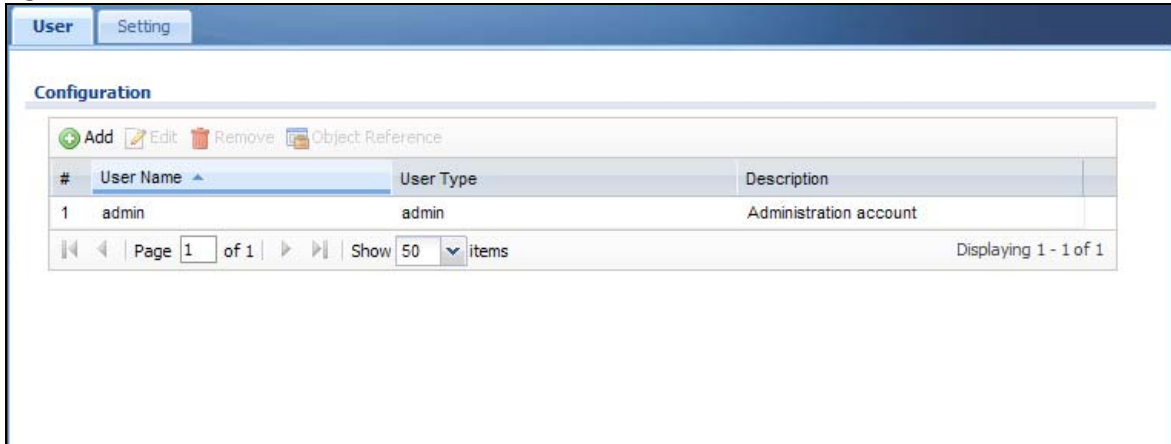 User Setting
Configuration
Add Edit Remove Object Reference
# User Name User Type Description
1 admin admin Administration account
Page 1 of 1 Show 50 items Displaying 1 - 1 of 1